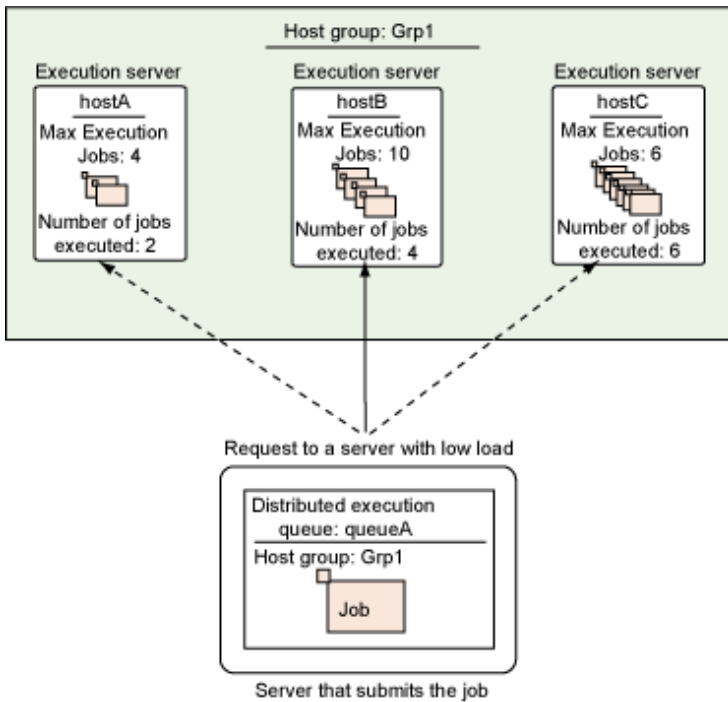 Host group: Grp1
Execution server
hostA
Max Execution
Jobs: 4
Number of jobs
executed: 2
Execution server
hostB
Max Execution
Jobs: 10
Number of jobs
executed: 4
Execution server
hostC
Max Execution
Jobs: 6
Number of jobs
executed: 6
Request to a server with low load
Distributed execution
queue: queueA
Host group: Grp1
Job
Server that submits the job